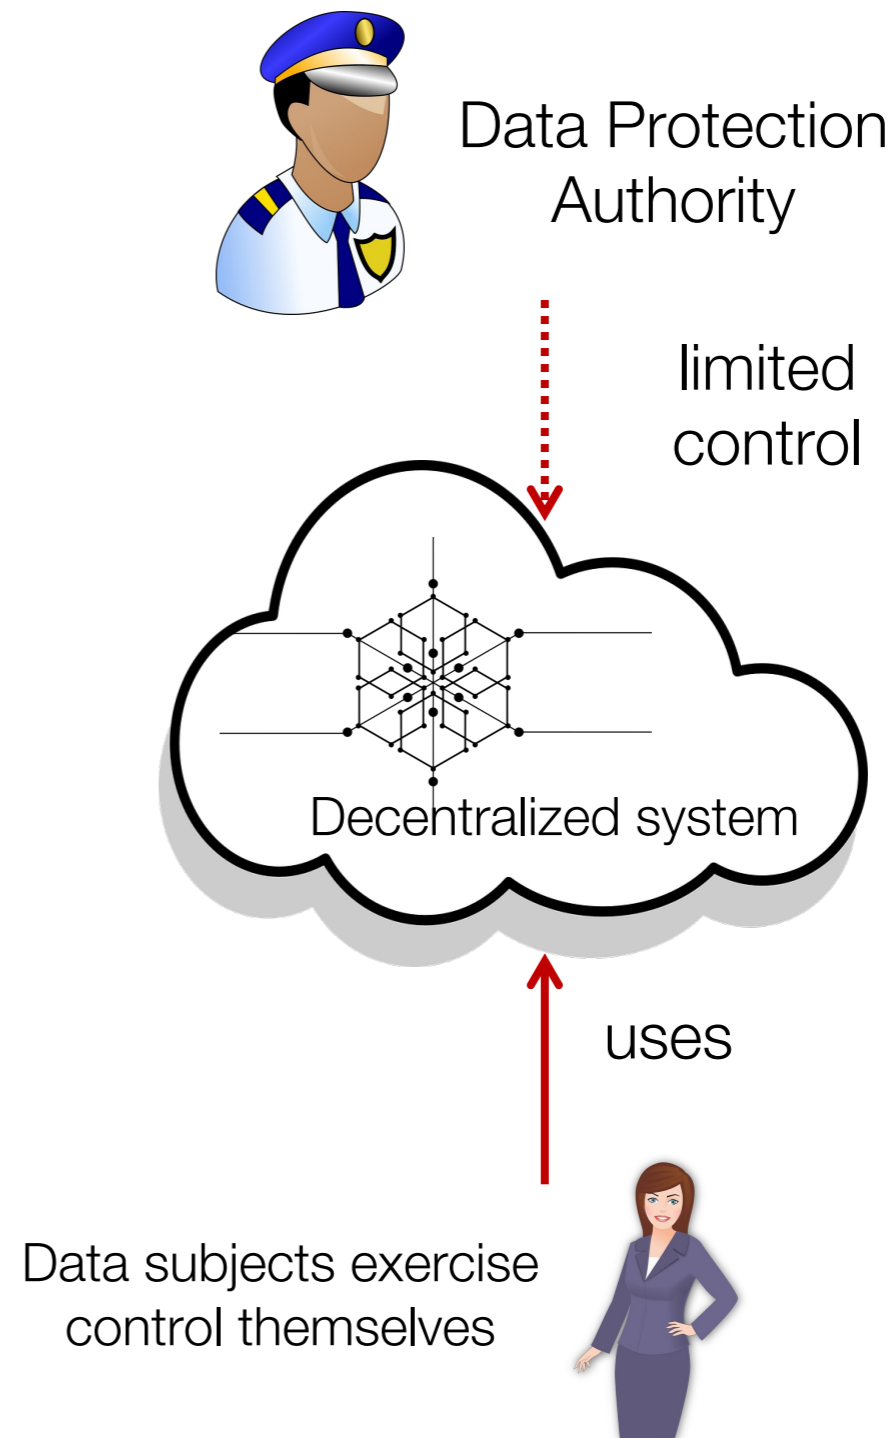 Data Protection
Authority
limited
control
Decentralized system
uses
Data subjects exercise
control themselves